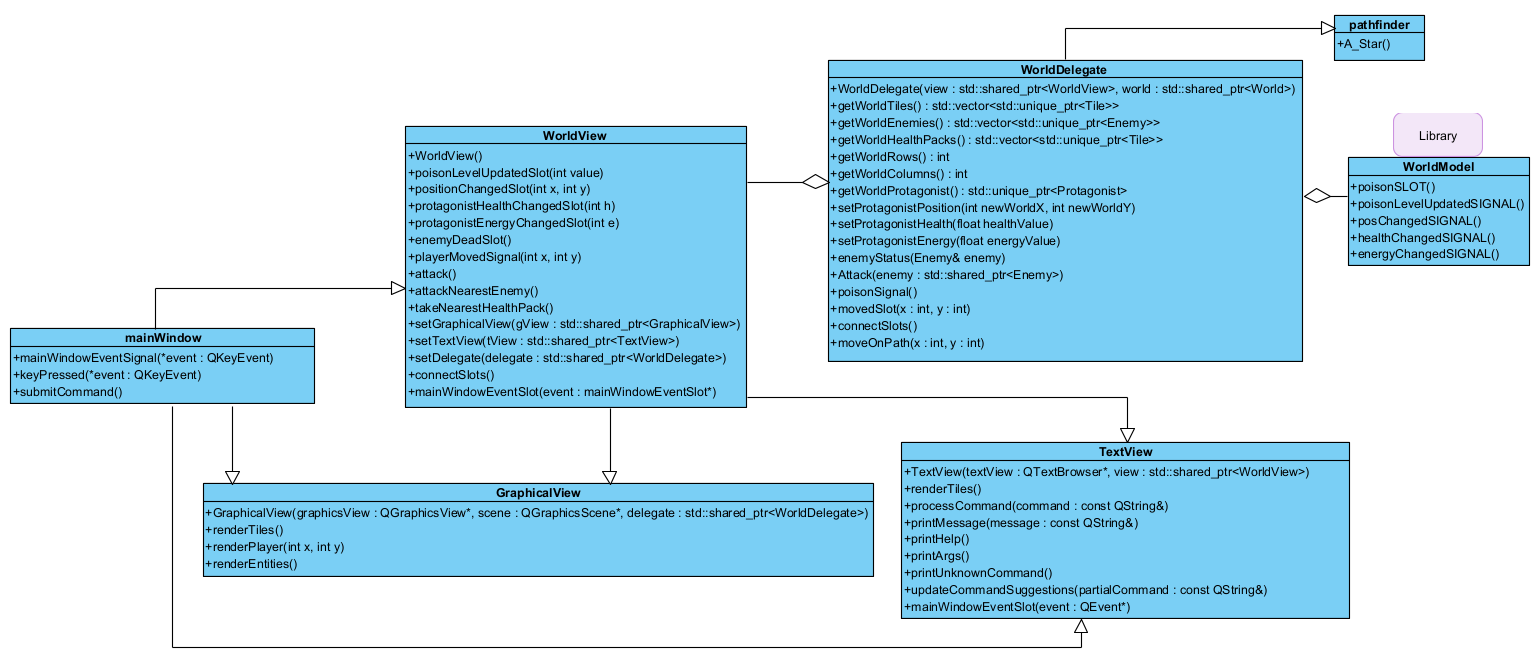 pathfinder
+A_Star()
WorldDelegate
+WorldDelegate(view : std::shared_ptr<WorldView>, world : std::shared_ptr<World>)
+getWorldTiles() : std::vector<std::unique_ptr<Tile>>
+getWorldEnemies() : std::vector<std::unique_ptr<Enemy>>
+getWorldHealthPacks() : std::vector<std::unique_ptr<Tile>>
+getWorldRows() : int
+getWorldColumns() : int
+getWorldProtagonist() : std::unique_ptr<Protagonist>
+setProtagonistPosition(int newWorldX, int newWorldY)
+setProtagonistHealth(float healthValue)
+setProtagonistEnergy(float energyValue)
+enemyStatus(Enemy& enemy)
+Attack(enemy : std::shared_ptr<Enemy>)
+poisonSignal()
+movedSlot(x : int, y : int)
+connectSlots()
+moveOnPath(x : int, y : int)
Library
WorldModel
+poisonSLOT()
+poisonLevelUpdatedSIGNAL()
+posChangedSIGNAL()
+healthChangedSIGNAL()
+energyChangedSIGNAL()
WorldView
+WorldView()
+poisonLevelUpdatedSlot(int value)
+positionChangedSlot(int x, int y)
+protagonistHealthChangedSlot(int h)
+protagonistEnergyChangedSlot(int e)
+enemyDeadSlot()
+playerMovedSignal(int x, int y)
+attack()
+attackNearestEnemy()
+takeNearestHealthPack()
+setGraphicalView(gView : std::shared_ptr<GraphicalView>)
+setTextView(tView : std::shared_ptr<TextView>)
+setDelegate(delegate : std::shared_ptr<WorldDelegate>)
+connectSlots()
+mainWindowEventSlot(event : mainWindowEventSlot*)
mainWindow
+mainWindowEventSignal(*event : QKeyEvent)
+keyPressed(*event : QKeyEvent)
+submitCommand()
GraphicalView
+GraphicalView(graphicsView : QGraphicsView*, scene : QGraphicsScene*, delegate : std::shared_ptr<WorldDelegate>)
+renderTiles()
+renderPlayer(int x, int y)
+renderEntities()
TextView
+TextView(textView : QTextBrowser*, view : std::shared_ptr<WorldView>)
+renderTiles()
+processCommand(command : const QString&)
+printMessage(message : const QString&)
+printHelp()
+printArgs()
+printUnknownCommand()
+updateCommandSuggestions(partialCommand : const QString&)
+mainWindowEventSlot(event : QEvent*)